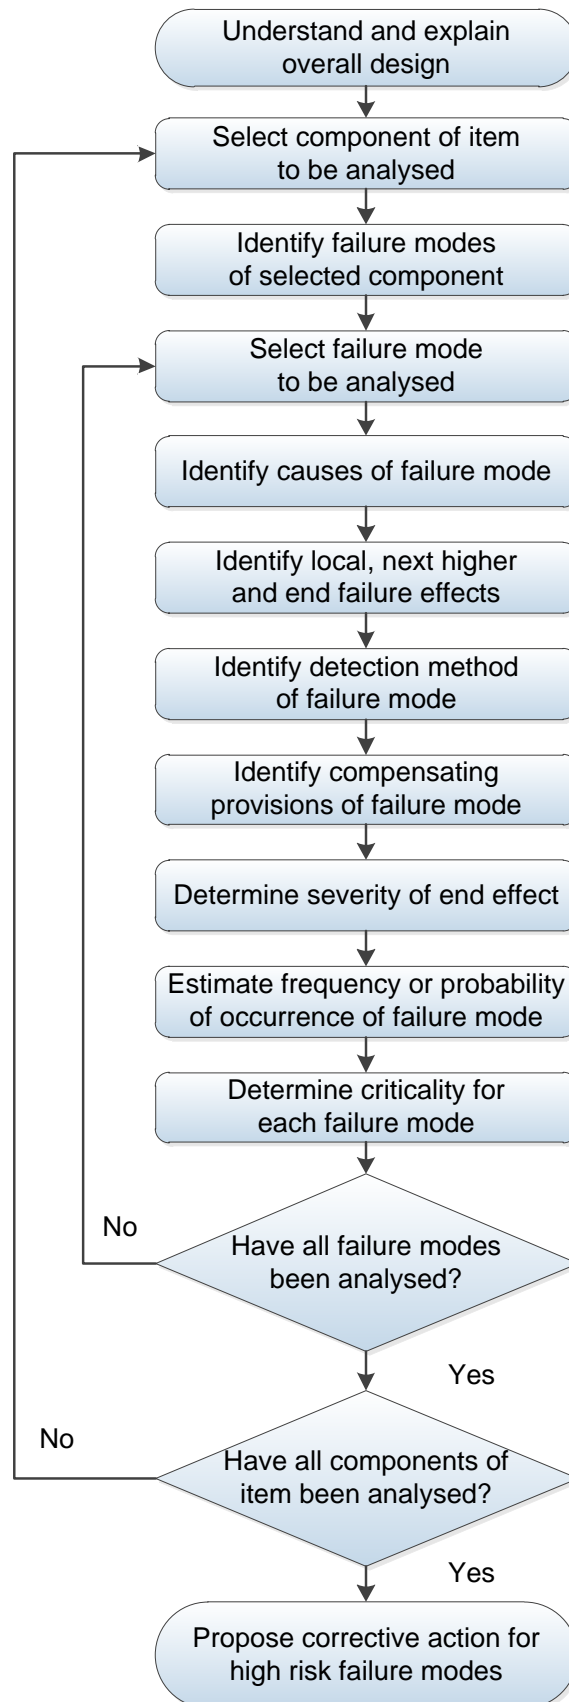 Understand and explain
overall design
Select component of item
to be analysed
Identify failure modes
of selected component
Select failure mode
to be analysed
Identify causes of failure mode
Identify local, next higher
and end failure effects
Identify detection method
of failure mode
Identify compensating
provisions of failure mode
Determine severity of end effect
Estimate frequency or probability
of occurrence of failure mode
Determine criticality for
each failure mode
No
Have all failure modes
been analysed?
Yes
No
Have all components of
item been analysed?
Yes
Propose corrective action for
high risk failure modes